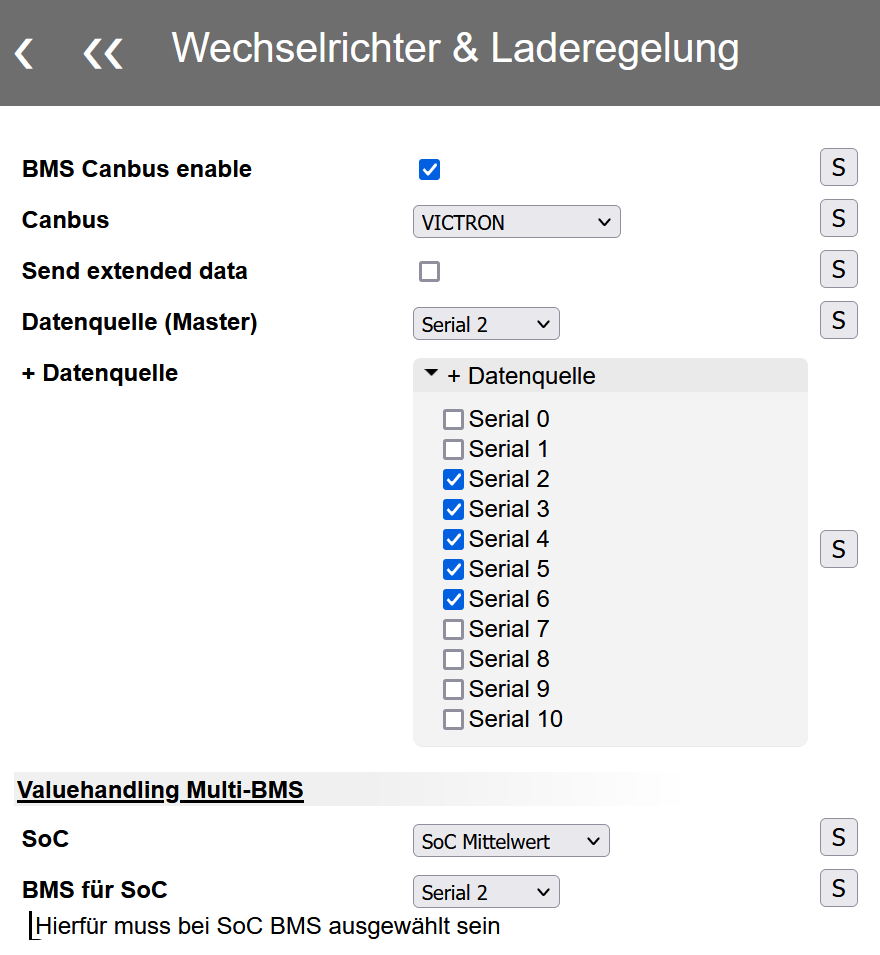 Wechselrichter & Laderegelung
BMS Canbus enable
S
Canbus
VICTRON
S
Send extended data
S
Datenquelle (Master)
Serial 2
S
+ Datenquelle
+ Datenquelle
Serial 0
Serial 1
Serial 2
Serial 3
Serial 4
Serial 5
Serial 6
Serial 7
Serial 8
Serial 9
Serial 10
S
Valuehandling Multi-BMS
SoC
SoC Mittelwert
S
BMS für SoC
Serial 2
S
Hierfür muss bei SoC BMS ausgewählt sein